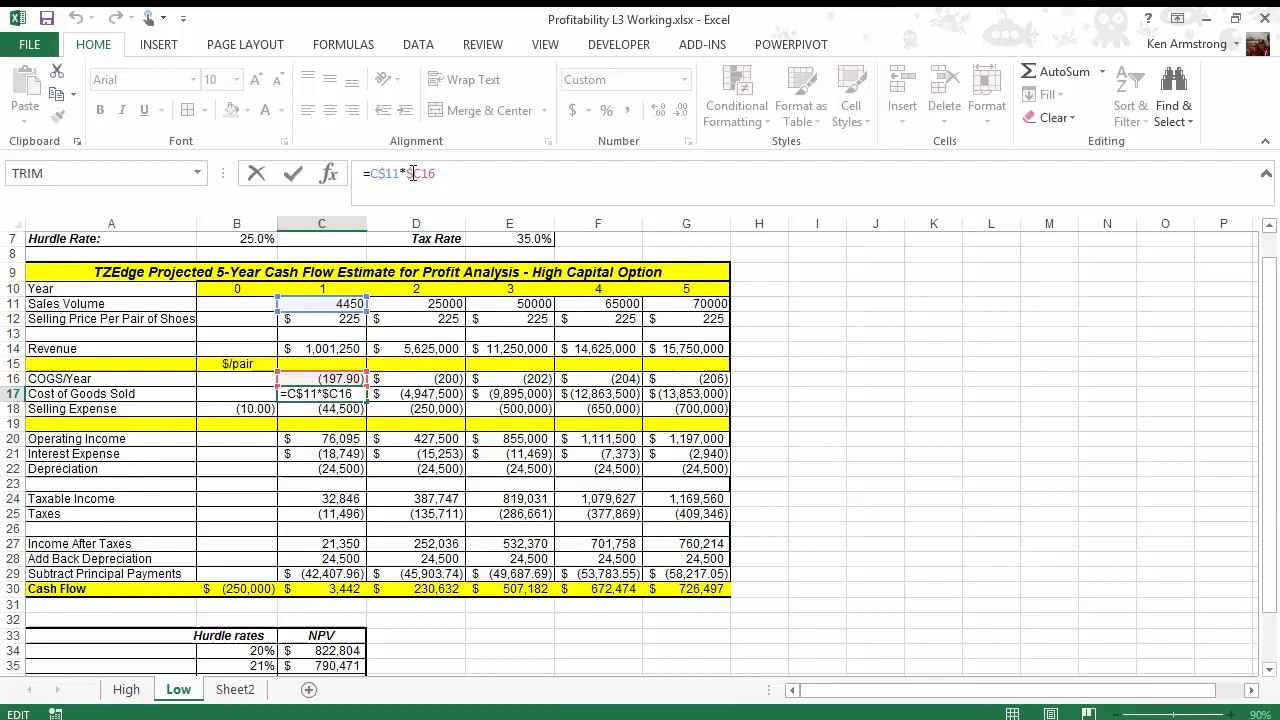 Profitability L3 Working.xlsx - Excel
?
FILE HOME INSERT PAGE LAYOUT FORMULAS DATA REVIEW VIEW DEVELOPER ADD-INS POWERPIVOT Ken Armstrong
Paste
Arial 10
B I U A
Wrap Text
Merge & Center
Custom
$ % ,
Conditional Formatting
Format as Table
Cell Styles
Insert Delete Format
AutoSum
Fill
Clear
Sort & Filter
Find & Select
Clipboard Font Alignment Number Styles Cells Editing
TRIM fx =C$11*$C16
A B C D E F G H I J K L M N O P
7 Hurdle Rate: 25.0% Tax Rate 35.0%
8
9 TZEdge Projected 5-Year Cash Flow Estimate for Profit Analysis - High Capital Option
10 Year 0 1 2 3 4 5
11 Sales Volume 4450 25000 50000 65000 70000
12 Selling Price Per Pair of Shoes $ 225 $ 225 $ 225 $ 225 $ 225
13
14 Revenue $ 1,001,250 $ 5,625,000 $ 11,250,000 $ 14,625,000 $ 15,750,000
15 $/pair
16 COGS/Year (197.90) $ (200) $ (202) $ (204) $ (206)
17 Cost of Goods Sold =C$11*$C16 $ (4,947,500) $ (9,895,000) $ (12,863,500) $ (13,853,000)
18 Selling Expense (10.00) (44,500) (250,000) (500,000) (650,000) (700,000)
19
20 Operating Income $ 76,095 $ 427,500 $ 855,000 $ 1,111,500 $ 1,197,000
21 Interest Expense $ (18,749) $ (15,253) $ (11,469) $ (7,373) $ (2,940)
22 Depreciation (24,500) (24,500) (24,500) (24,500) (24,500)
23
24 Taxable Income 32,846 387,747 819,031 1,079,627 1,169,560
25 Taxes (11,496) (135,711) (286,661) (377,869) (409,346)
26
27 Income After Taxes 21,350 252,036 532,370 701,758 760,214
28 Add Back Depreciation 24,500 24,500 24,500 24,500 24,500
29 Subtract Principal Payments $ (42,407.96) $ (45,903.74) $ (49,687.69) $ (53,783.55) $ (58,217.05)
30 Cash Flow $ (250,000) $ 3,442 $ 230,632 $ 507,182 $ 672,474 $ 726,497
31
32
33 Hurdle rates NPV
34 20% $ 822,804
35 21% $ 790,471
High Low Sheet2
EDIT 90%